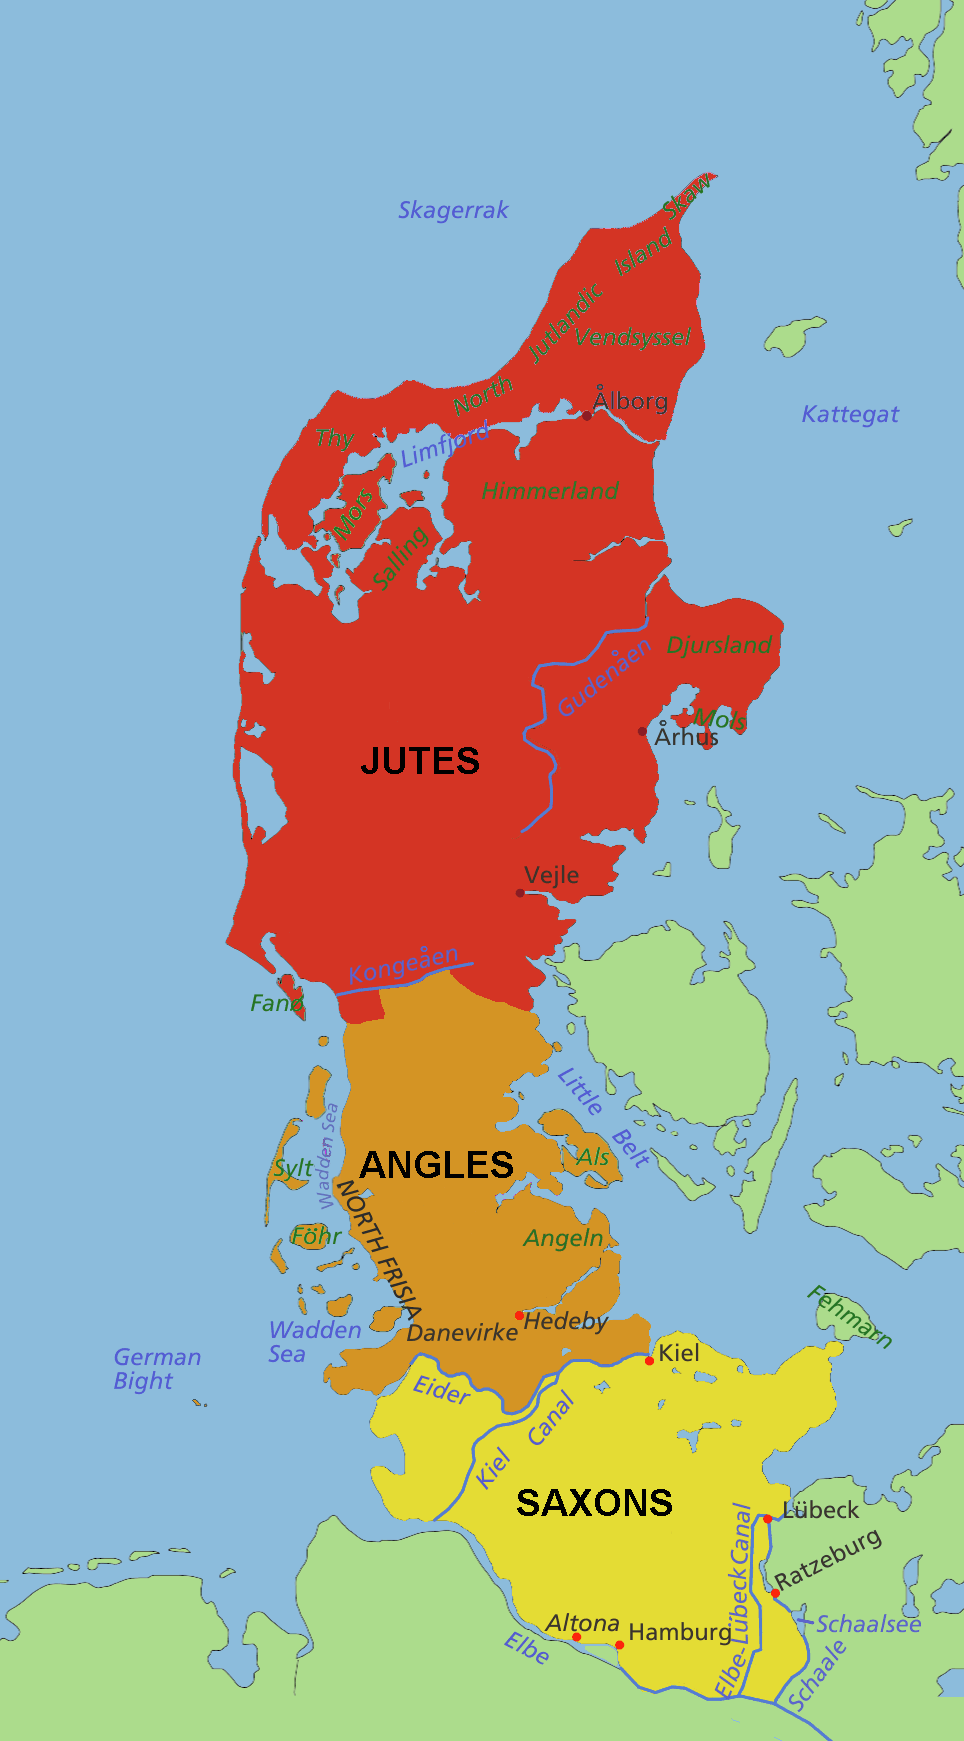 Skaw
Skagerrak
Island
Jutlandic
Vendsyssel
North
Ålborg
Kattegat
Thy
Limfjord
Himmerland
Mors
Salling
Djursland
Gudenåen
Mols
Århus
JUTES
Vejle
Kongeåen
Fanø
Little
Belt
Wadden Sea
Als
Sylt
ANGLES
NORTH FRISIA
Föhr
Angeln
Fehmarn
Hedeby
Danevirke
Wadden
Sea
German
Bight
Kiel
Eider
Canal
Kiel
SAXONS
Lübeck
Elbe-LübeckCanal
Ratzeburg
Altona
Hamburg
Schaalsee
Elbe
Schaale